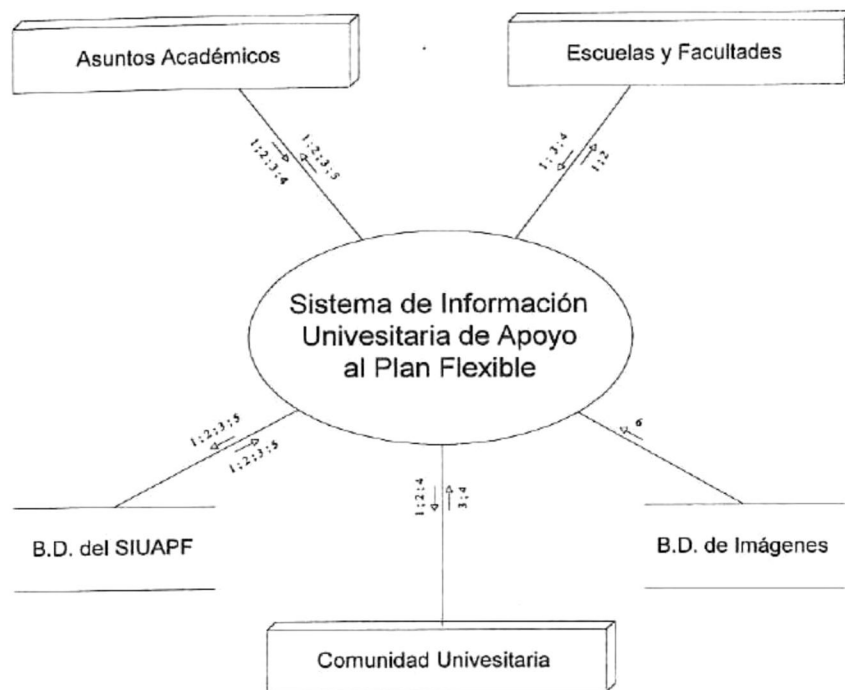 Asuntos Académicos
Escuelas y Facultades
1;2;3;4
1;2;3;5
1;3;4
1;2
Sistema de Información
Univesitaria de Apoyo
al Plan Flexible
1;2;3;5
1;2;3;5
1;2;4
3;4
6
B.D. del SIUAPF
B.D. de Imágenes
Comunidad Univesitaria